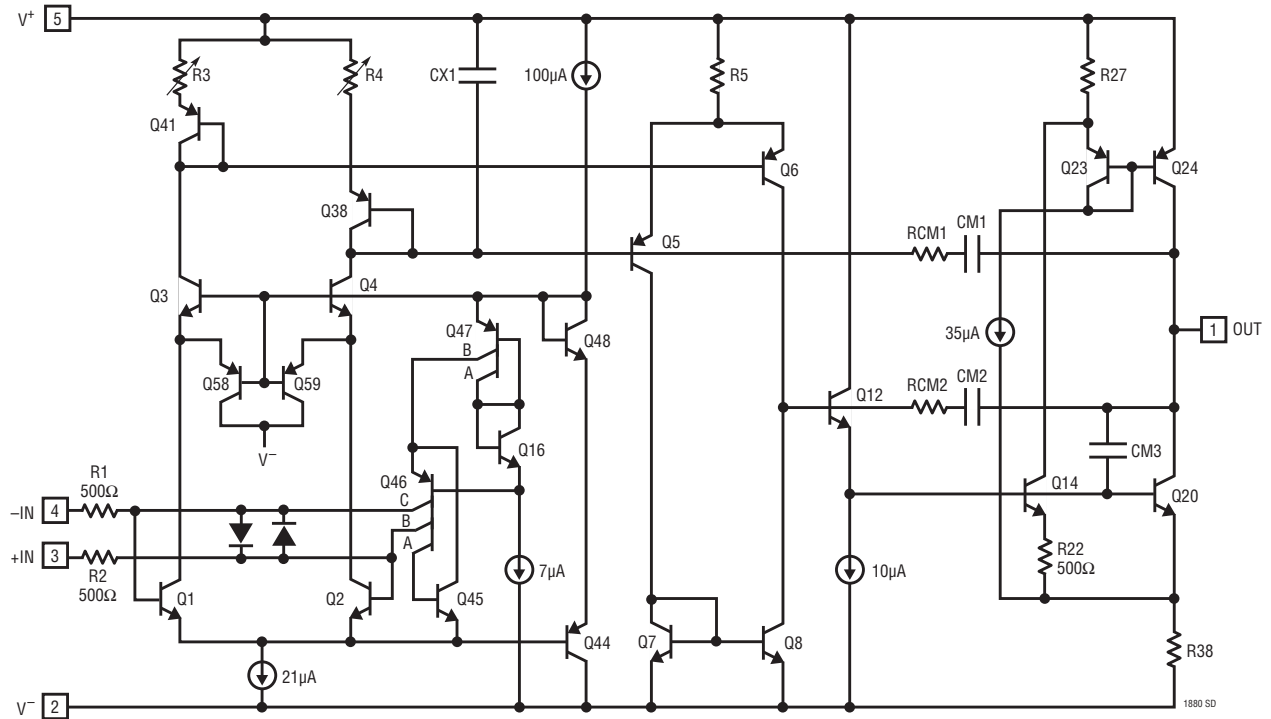 V+ 5
R3
R4
CX1
100µA
R5
R27
Q41
Q6
Q23
Q24
Q38
Q5
RCM1
CM1
Q3
Q4
Q47
B
A
Q48
35µA
1 OUT
Q58
Q59
V−
Q12
RCM2
CM2
Q16
CM3
R1
500Ω
Q46
C
B
A
Q14
Q20
–IN 4
+IN 3
R2
500Ω
Q1
Q2
Q45
7µA
10µA
R22
500Ω
Q44
Q7
Q8
R38
21µA
V− 2
1880 SD